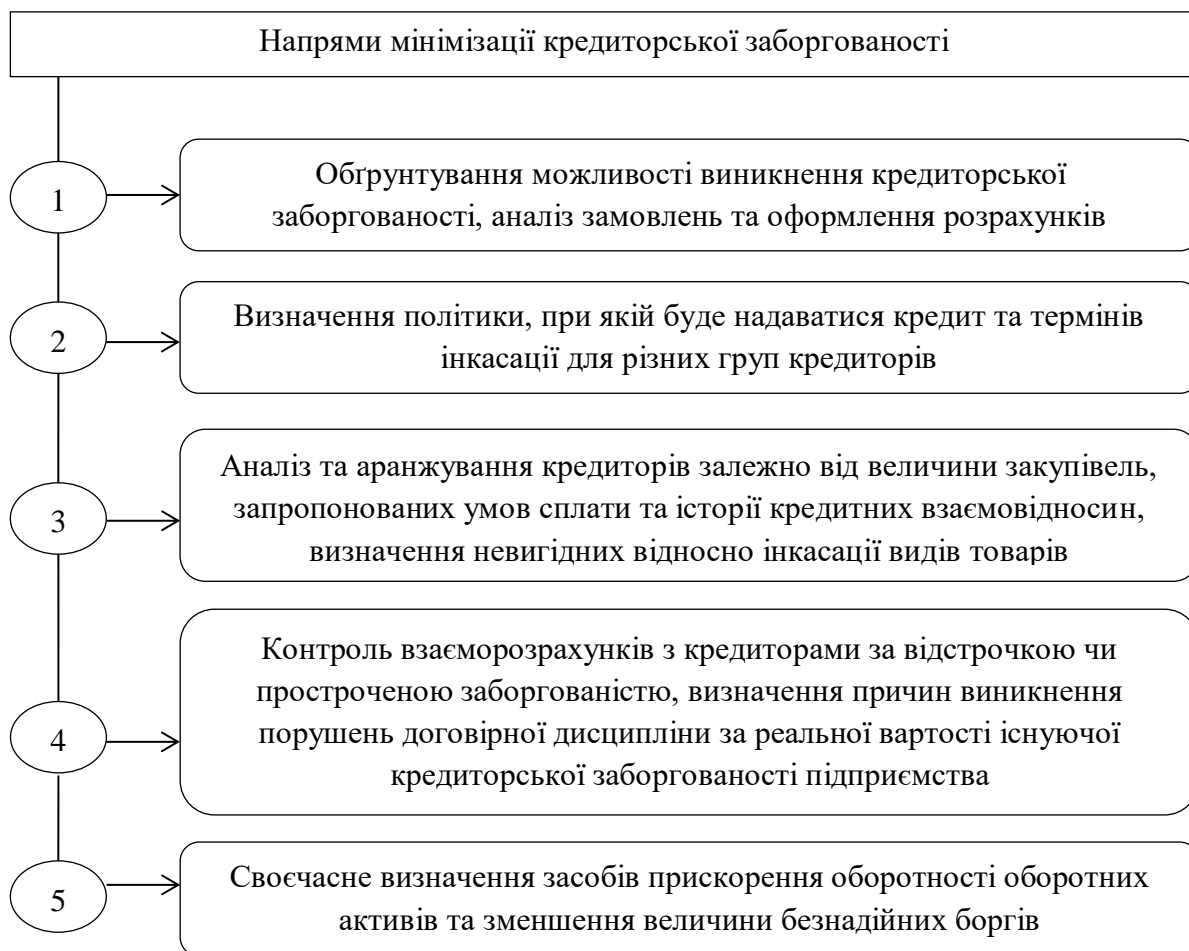 Напрями мінімізації кредиторської заборгованості
1
Обґрунтування можливості виникнення кредиторської
заборгованості, аналіз замовлень та оформлення розрахунків
2
Визначення політики, при якій буде надаватися кредит та термінів
інкасації для різних груп кредиторів
3
Аналіз та аранжування кредиторів залежно від величини закупівель,
запропонованих умов сплати та історії кредитних взаємовідносин,
визначення невигідних відносно інкасації видів товарів
4
Контроль взаєморозрахунків з кредиторами за відстрочкою чи
простроченою заборгованістю, визначення причин виникнення
порушень договірної дисципліни за реальної вартості існуючої
кредиторської заборгованості підприємства
5
Своєчасне визначення засобів прискорення оборотності оборотних
активів та зменшення величини безнадійних боргів